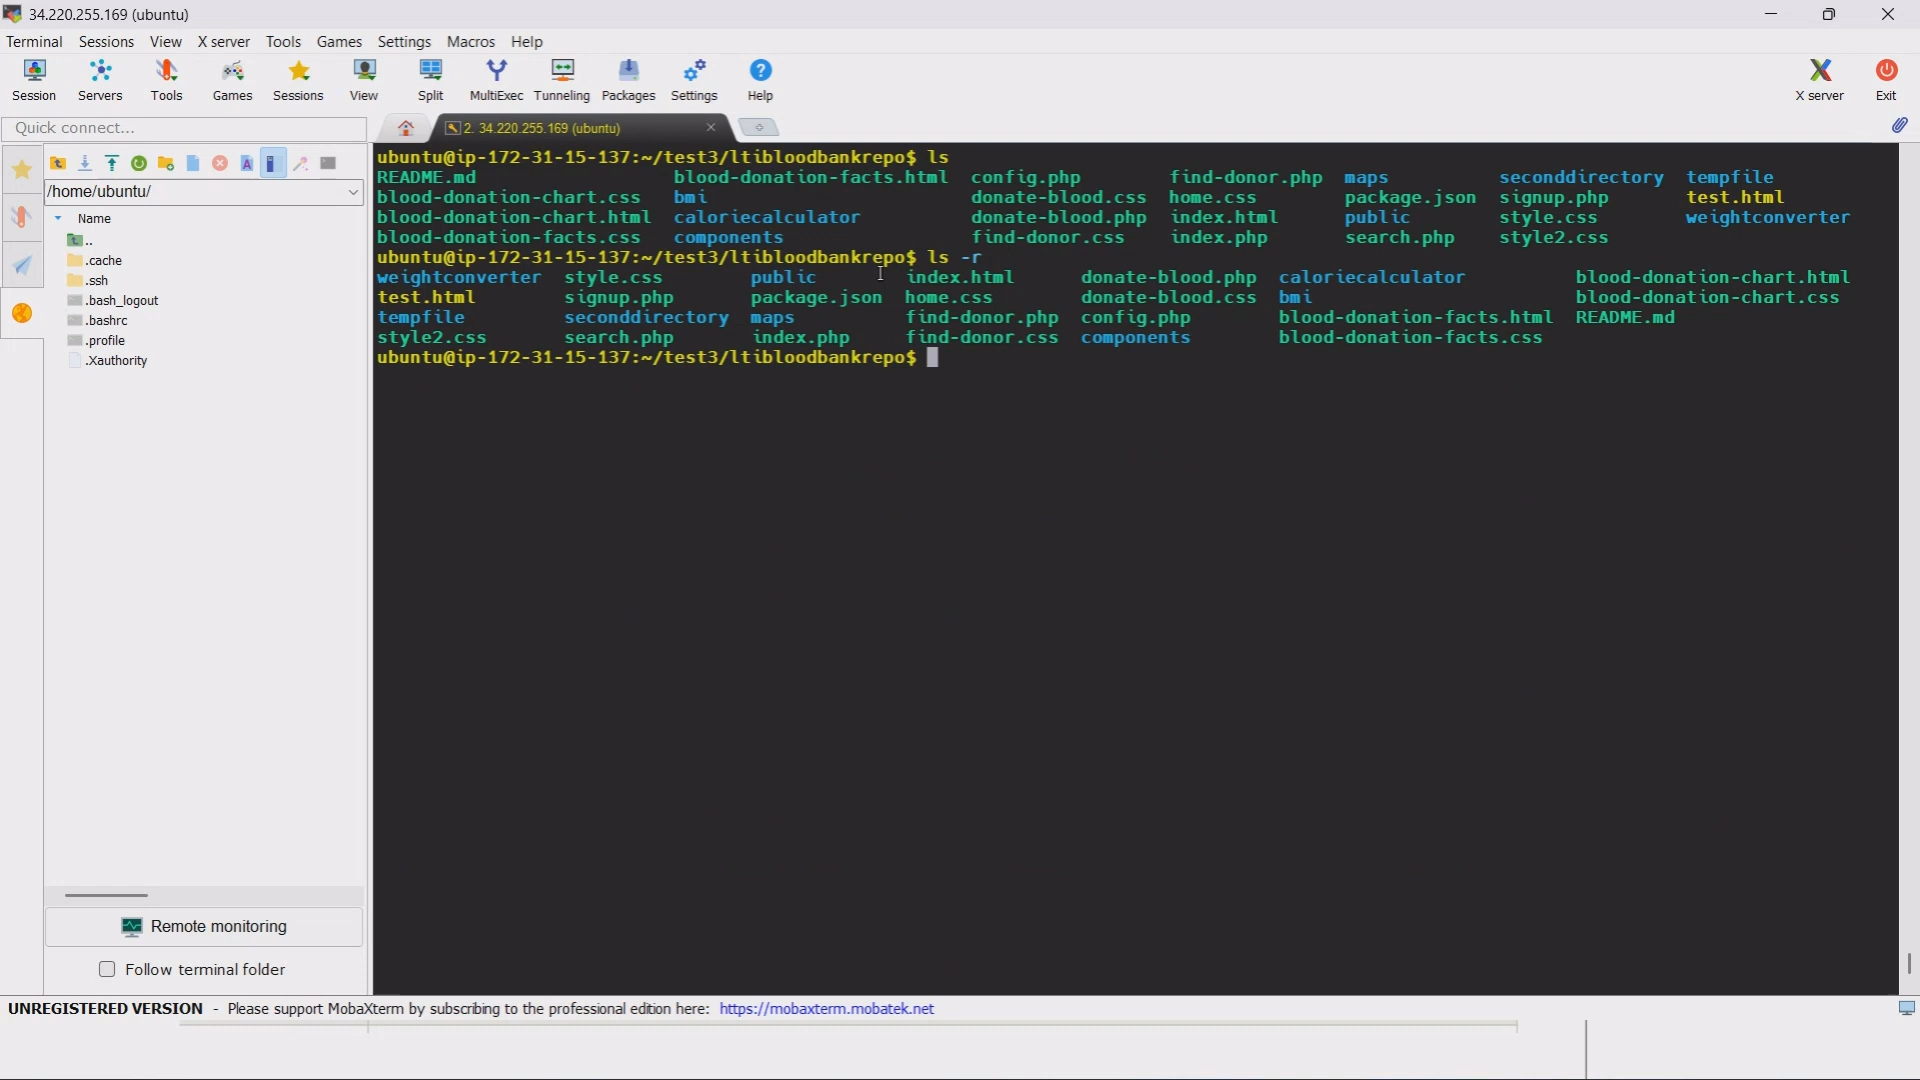 34.220.255.169 (ubuntu)
Terminal Sessions View X server Tools Games Settings Macros Help
Session Servers Tools Games Sessions View Split MultiExec Tunneling Packages Settings Help X server Exit
Quick connect...
2. 34.220.255.169 (ubuntu)
/home/ubuntu/
Name
..
.cache
.ssh
.bash_logout
.bashrc
.profile
.Xauthority
Remote monitoring
Follow terminal folder
ubuntu@ip-172-31-15-137:~/test3/ltibloodbankrepo$ ls
README.md blood-donation-facts.html config.php find-donor.php maps seconddirectory tempfile
blood-donation-chart.css bmi donate-blood.css home.css package.json signup.php test.html
blood-donation-chart.html caloriecalculator donate-blood.php index.html public style.css weightconverter
blood-donation-facts.css components find-donor.css index.php search.php style2.css
ubuntu@ip-172-31-15-137:~/test3/ltibloodbankrepo$ ls -r
weightconverter style.css public index.html donate-blood.php caloriecalculator blood-donation-chart.html
test.html signup.php package.json home.css donate-blood.css bmi blood-donation-chart.css
tempfile seconddirectory maps find-donor.php config.php blood-donation-facts.html README.md
style2.css search.php index.php find-donor.css components blood-donation-facts.css
ubuntu@ip-172-31-15-137:~/test3/ltibloodbankrepo$
UNREGISTERED VERSION - Please support MobaXterm by subscribing to the professional edition here: https://mobaxterm.mobatek.net